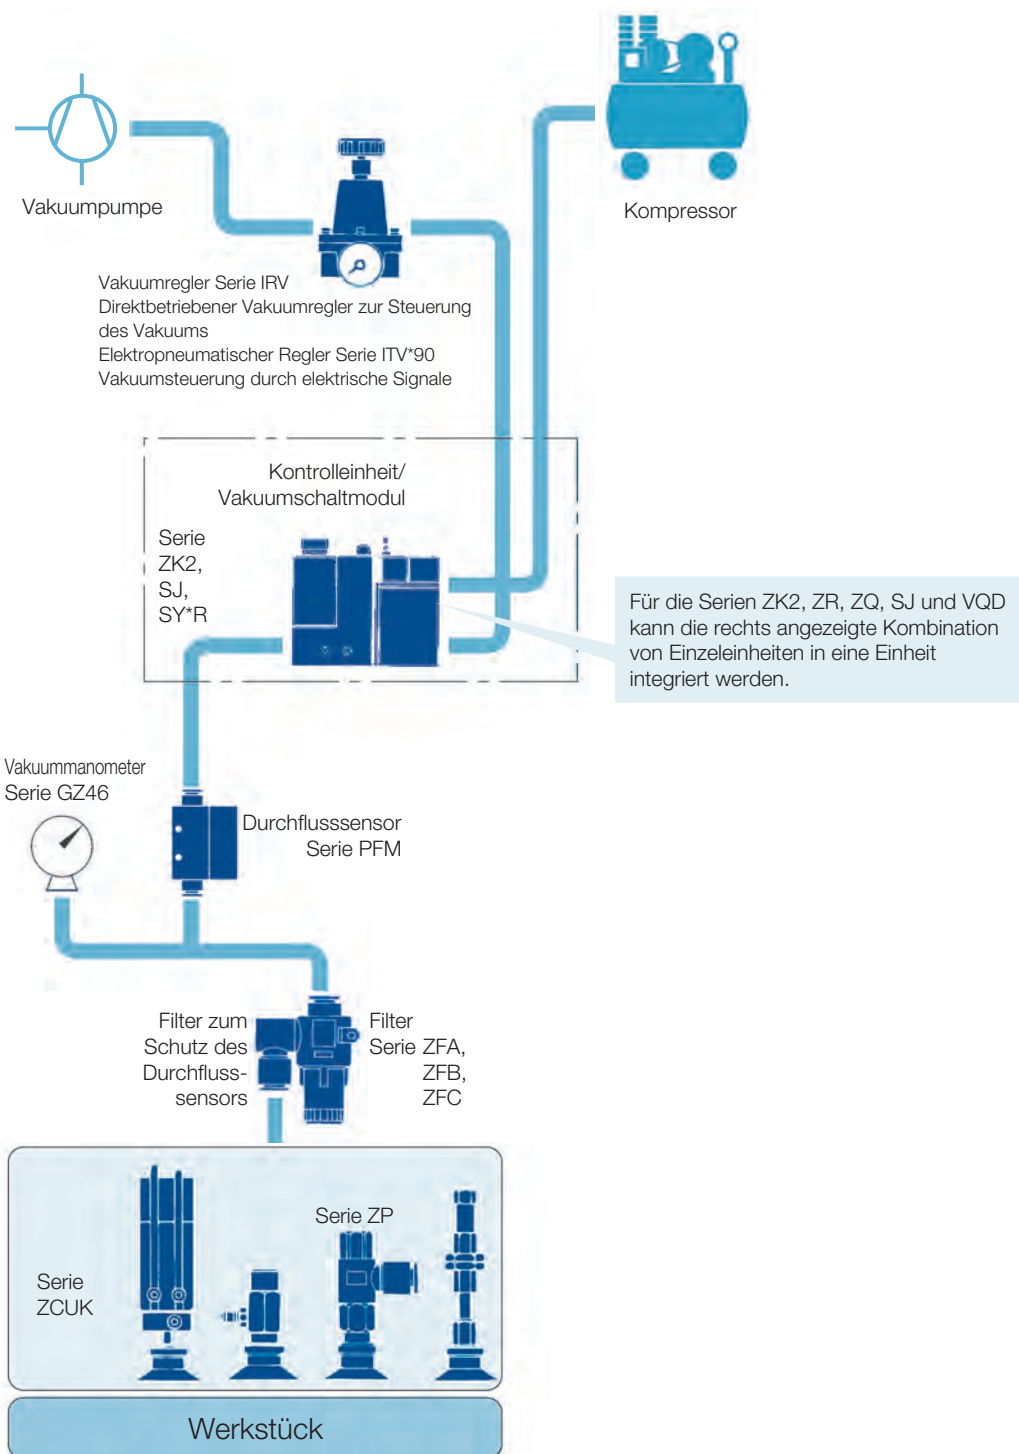 Vakuumpumpe
Kompressor
Vakuumregler Serie IRV
Direktbetriebener Vakuumregler zur Steuerung
des Vakuums
Elektropneumatischer Regler Serie ITV*90
Vakuumsteuerung durch elektrische Signale
Kontrolleinheit/
Vakuumschaltmodul
Serie
ZK2,
SJ,
SY*R
Für die Serien ZK2, ZR, ZQ, SJ und VQD
kann die rechts angezeigte Kombination
von Einzeleinheiten in eine Einheit
integriert werden.
Vakuummanometer
Serie GZ46
Durchflusssensor
Serie PFM
Filter zum
Schutz des
Durchfluss-
sensors
Filter
Serie ZFA,
ZFB,
ZFC
Serie ZP
Serie
ZCUK
Werkstück